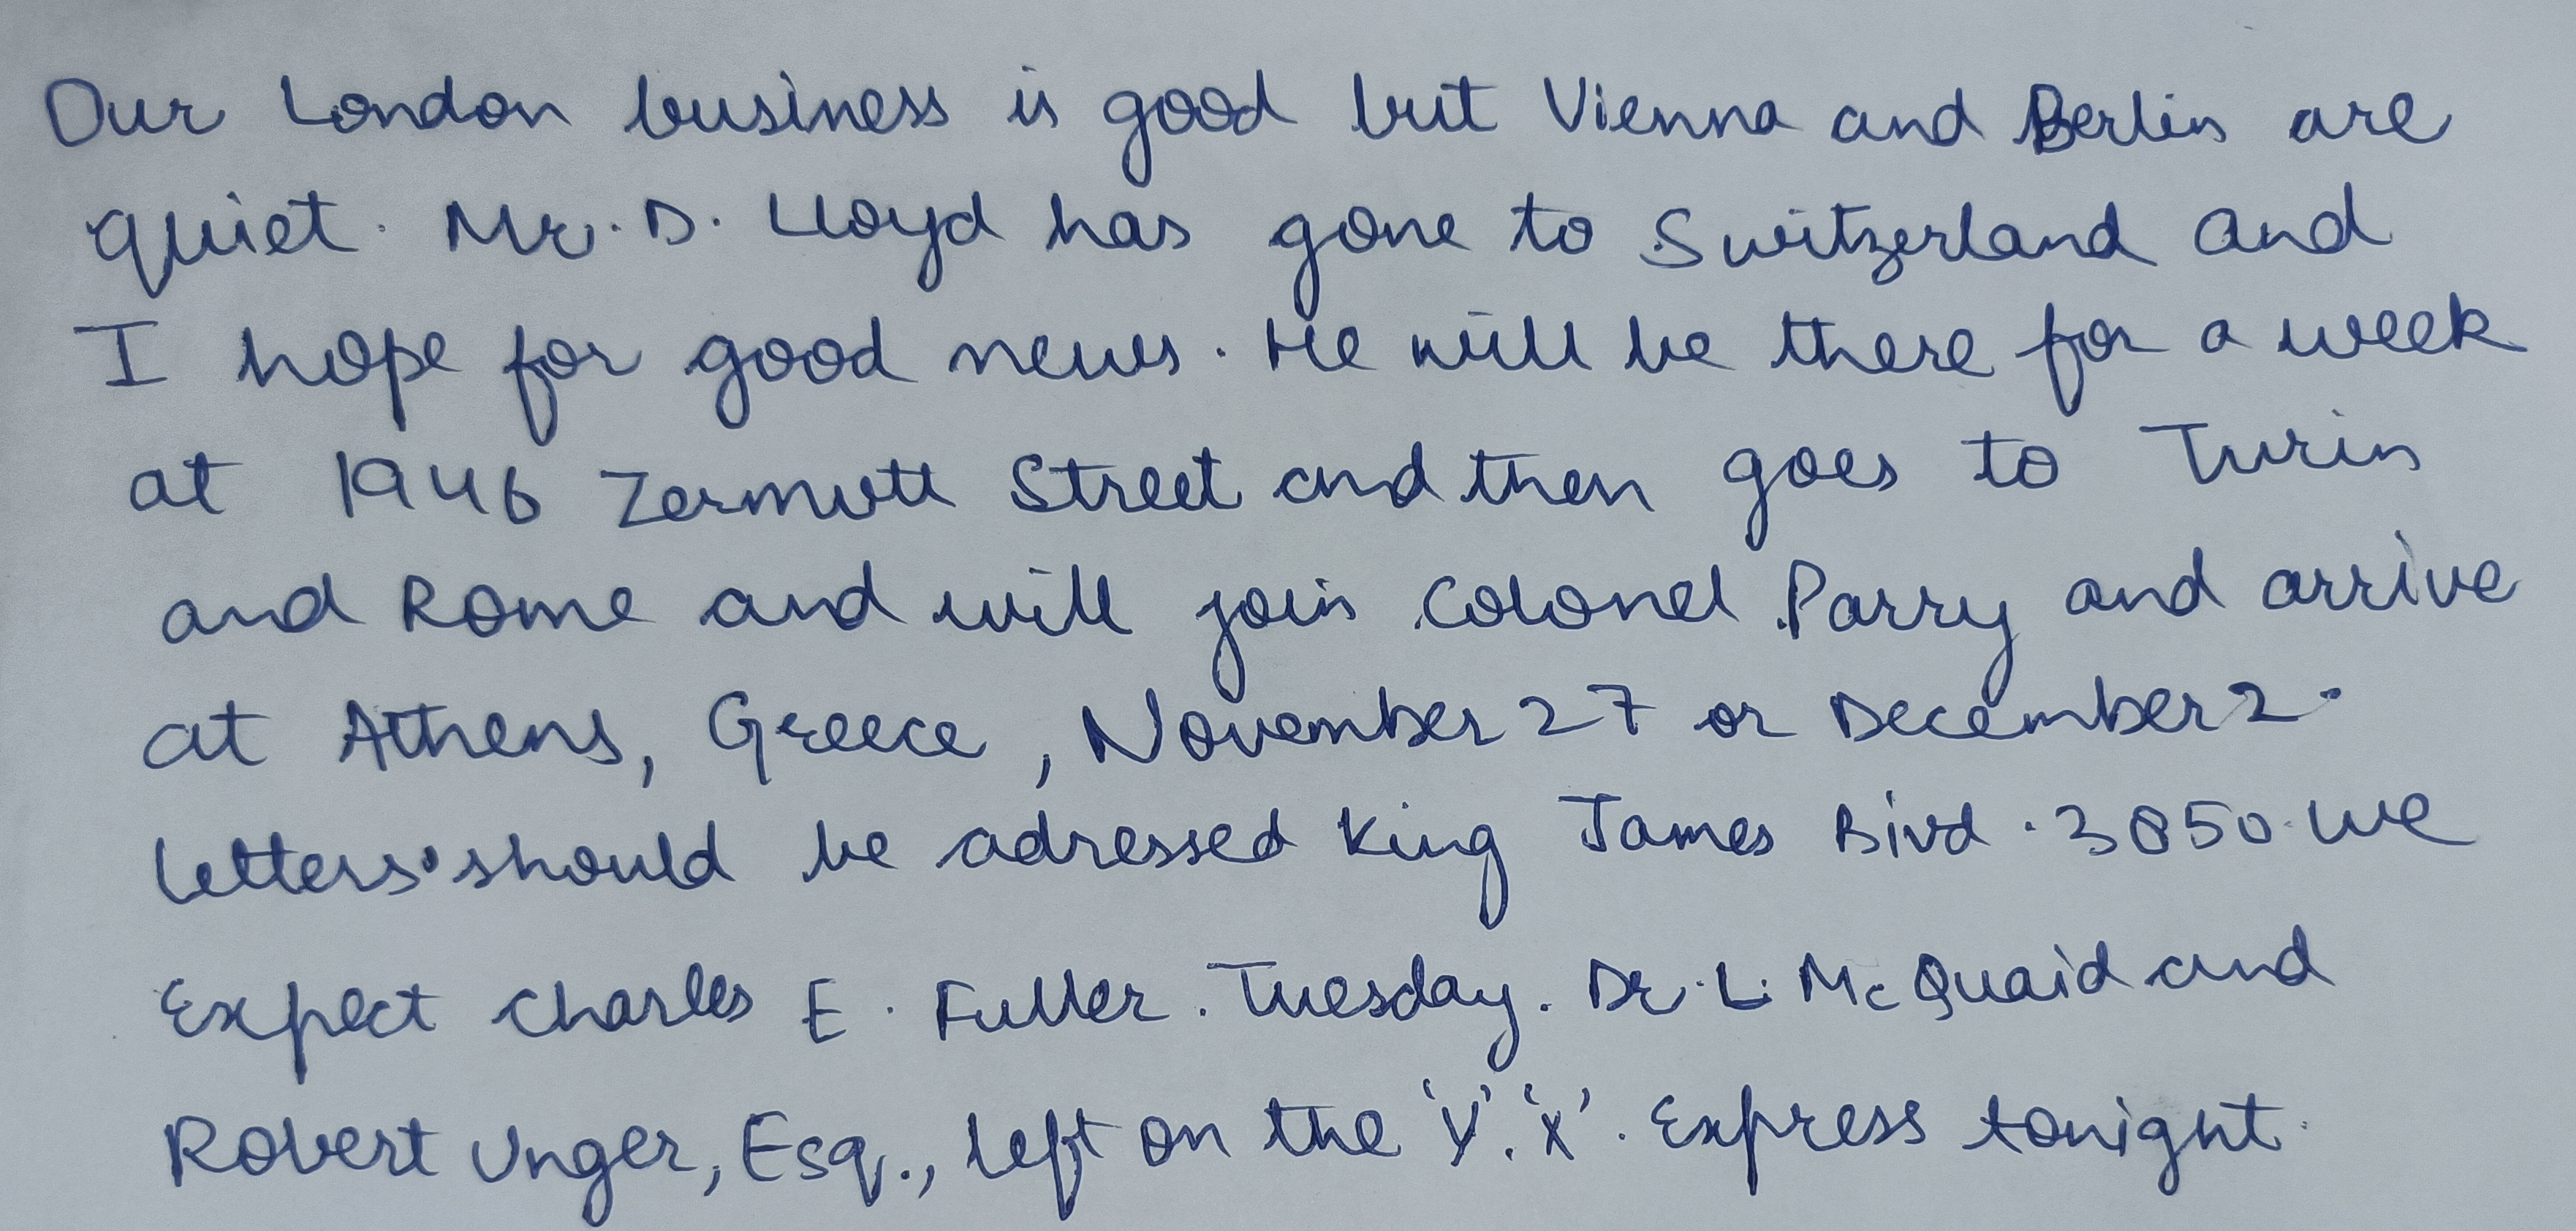 Our London business is good but Vienna and Berlin are
quiet. Mr. D. Lloyd has gone to Switzerland and
I hope for good news. He will be there for a week
at 1946 Zermutt Street and then goes to Turin
and Rome and will join Colonel Parry and arrive
at Athens, Greece, November 27 or December 2.
Letters should be adressed King James Bivd. 3850. We
Expect Charles E. Fuller. Tuesday. Dr. L. McQuaid and
Robert Unger, Esq., left on the 'Y'. 'X'. Express tonight.